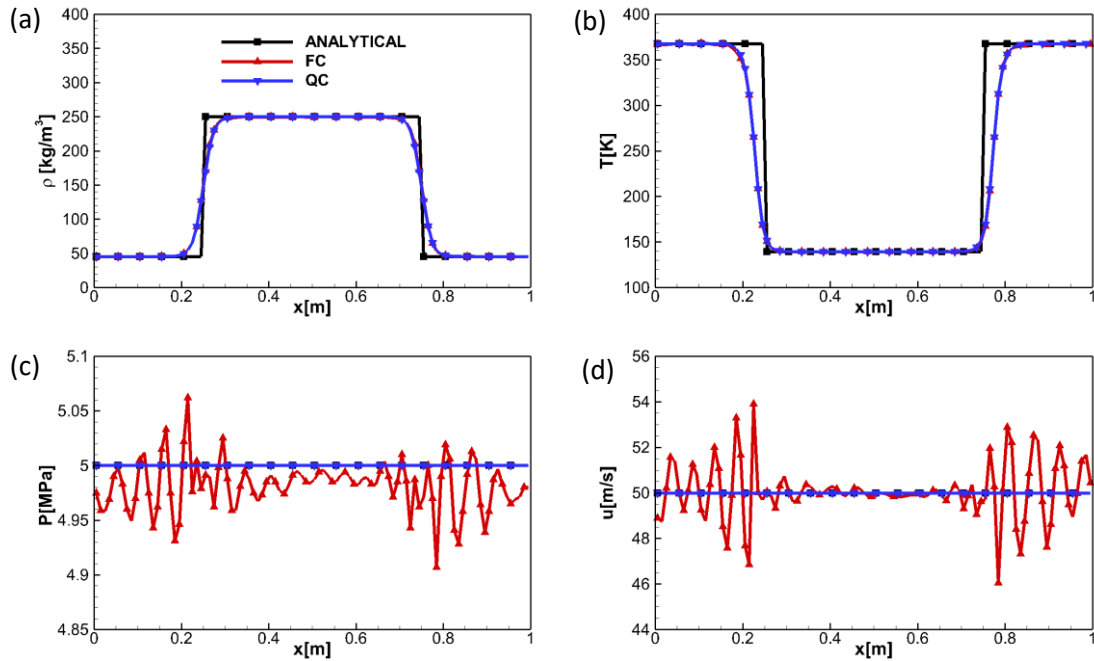 (a)
400
350
300
250
200
150
100
50
0
ρ [kg/m³]
ANALYTICAL
FC
QC
0 0.2 0.4 0.6 0.8 1
x[m]
(b)
400
350
300
250
200
150
100
T[K]
0 0.2 0.4 0.6 0.8 1
x[m]
(c)
5.1
5.05
5
4.95
4.9
4.85
P[MPa]
0 0.2 0.4 0.6 0.8 1
x[m]
(d)
56
54
52
50
48
46
44
u[m/s]
0 0.2 0.4 0.6 0.8 1
x[m]